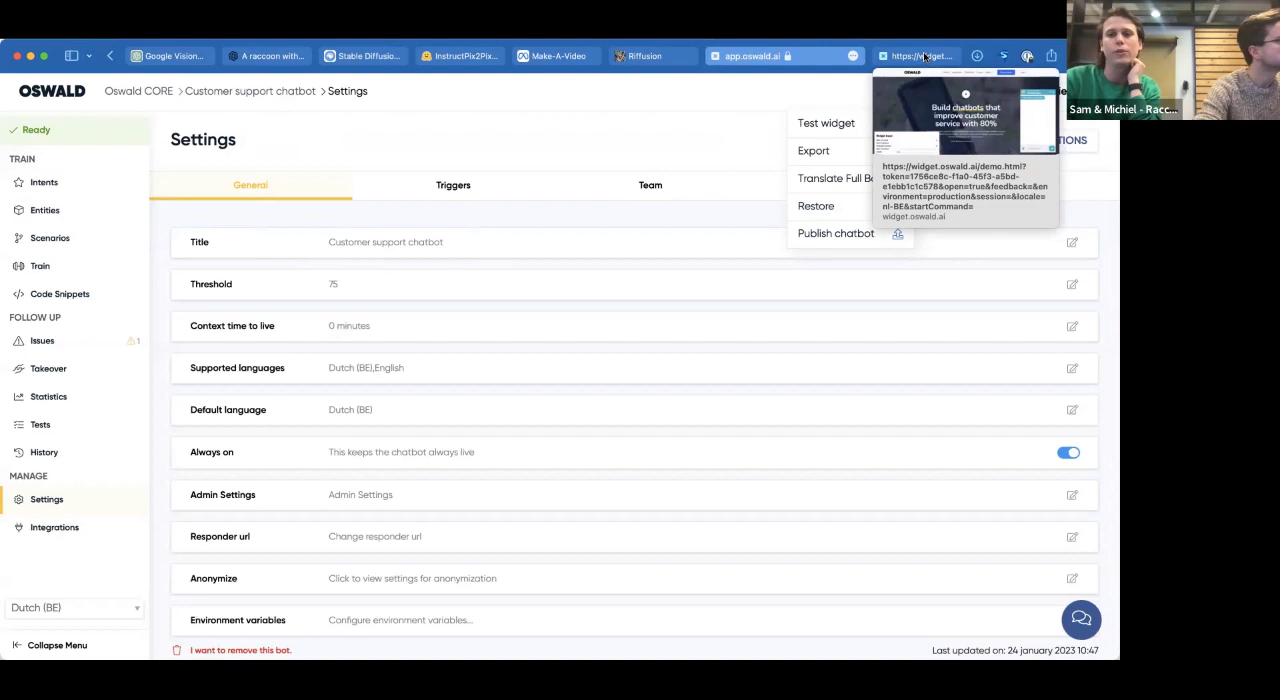 Google Vision...
A raccoon with...
Stable Diffusio...
InstructPix2Pix...
Make-A-Video
Riffusion
app.oswald.ai
https://widget....
Sam & Michiel - Racc...
OSWALD
Oswald CORE > Customer support chatbot > Settings
Ready
TRAIN
Intents
Entities
Scenarios
Train
Code Snippets
FOLLOW UP
Issues
1
Takeover
Statistics
Tests
History
MANAGE
Settings
Integrations
Dutch (BE)
Collapse Menu
Settings
General
Triggers
Team
Test widget
Export
Translate Full B
Restore
Publish chatbot
OSWALD
Build chatbots that
improve customer
service with 80%
https://widget.oswald.ai/demo.html?
token=1756ce8c-f1a0-45f3-a5bd-
e1ebb1c1c578&open=true&feedback=&en
vironment=production&session=&locale=
nl-BE&startCommand=
widget.oswald.ai
TIONS
Title
Customer support chatbot
Threshold
75
Context time to live
0 minutes
Supported languages
Dutch (BE),English
Default language
Dutch (BE)
Always on
This keeps the chatbot always live
Admin Settings
Admin Settings
Responder url
Change responder url
Anonymize
Click to view settings for anonymization
Environment variables
Configure environment variables...
I want to remove this bot.
Last updated on: 24 january 2023 10:47